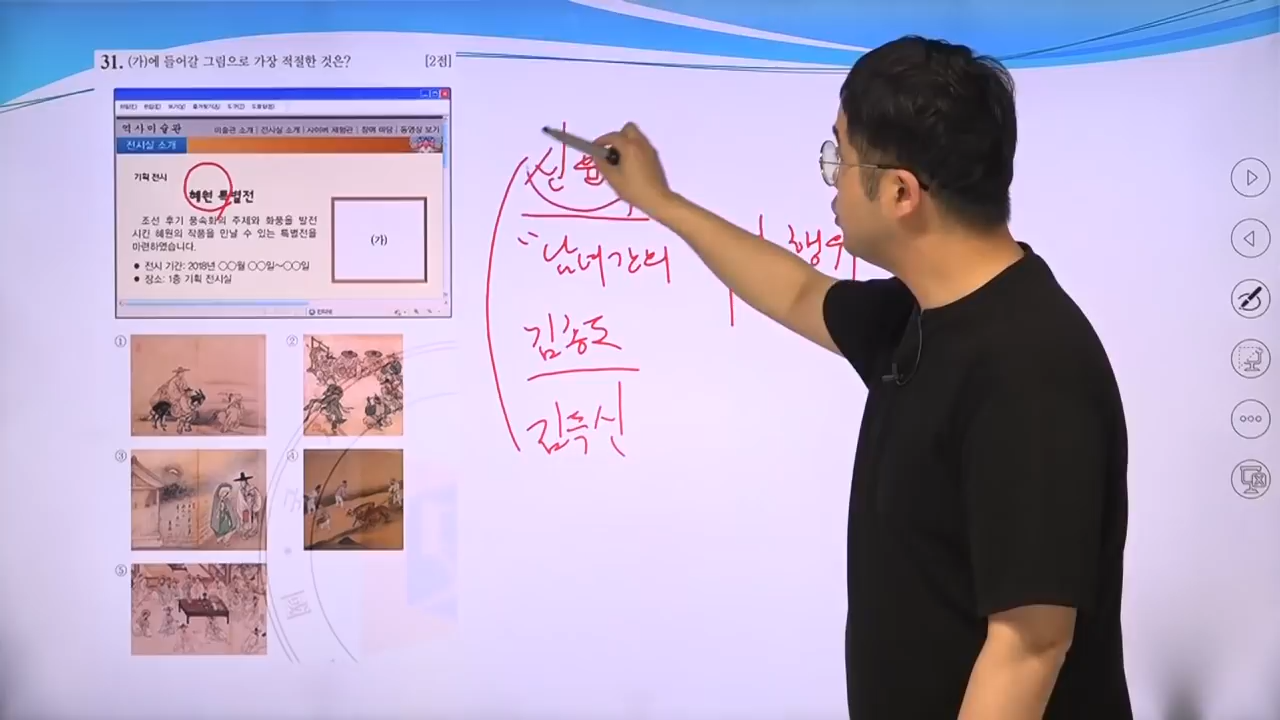 31. (가)에 들어갈 그림으로 가장 적절한 것은? [2점]
역사미술관
미술관 소개 | 전시실 소개 | 사이버 체험관 | 참여 마당 | 동영상 보기
전시실 소개
기획 전시
혜원 특별전
조선 후기 풍속화의 주제와 화풍을 발전
시킨 혜원의 작품을 만날 수 있는 특별전을
마련하였습니다.
● 전시 기간: 2018년 ○○월 ○○일~○○일
● 장소: 1층 기획 전시실
(가)
①
②
③
④
⑤
신윤
남녀간의
행위
김홍도
김득신